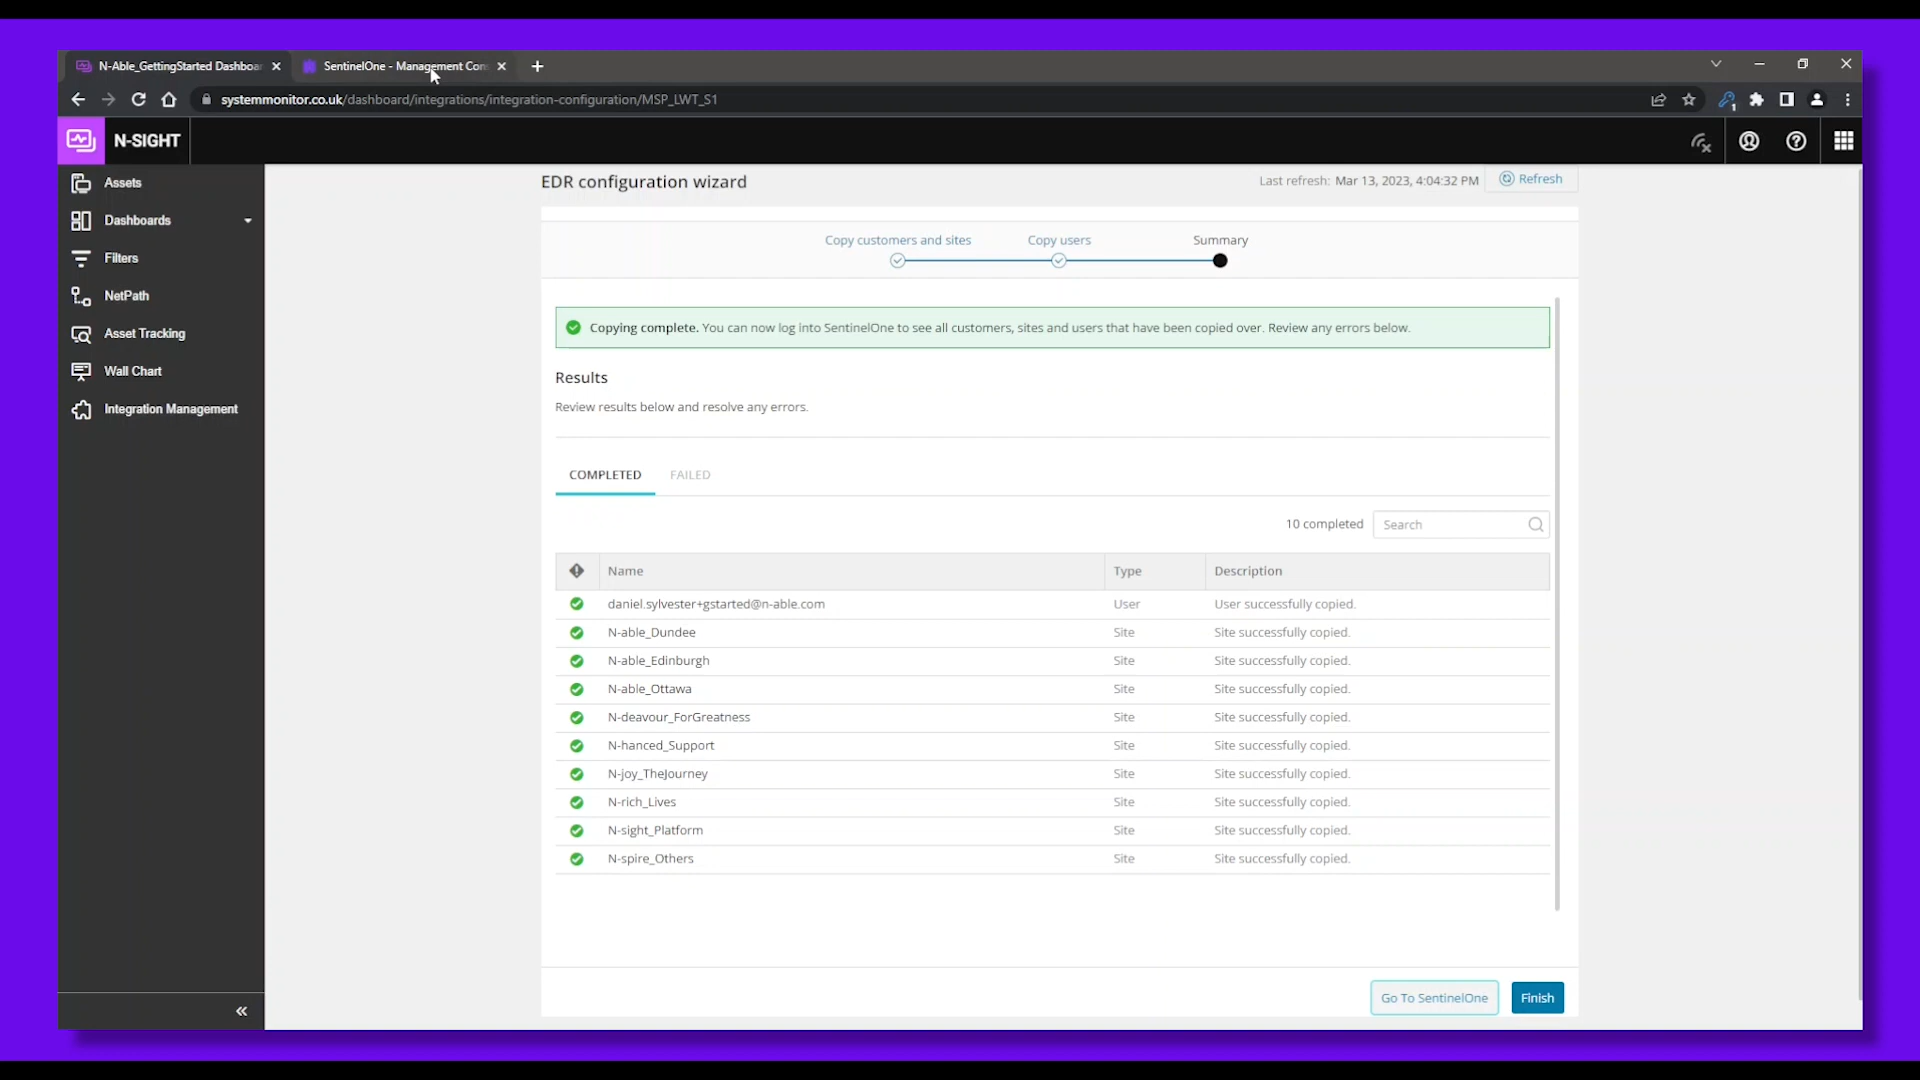 N-Able_GettingStarted Dashboar
SentinelOne - Management Con
systemmonitor.co.uk/dashboard/integrations/integration-configuration/MSP_LWT_S1
N-SIGHT
Assets
Dashboards
Filters
NetPath
Asset Tracking
Wall Chart
Integration Management
EDR configuration wizard
Last refresh: Mar 13, 2023, 4:04:32 PM
Refresh
Copy customers and sites
Copy users
Summary
Copying complete. You can now log into SentinelOne to see all customers, sites and users that have been copied over. Review any errors below.
Results
Review results below and resolve any errors.
COMPLETED
FAILED
10 completed
Search
Name Type Description
daniel.sylvester+gstarted@n-able.com User User successfully copied.
N-able_Dundee Site Site successfully copied.
N-able_Edinburgh Site Site successfully copied.
N-able_Ottawa Site Site successfully copied.
N-deavour_ForGreatness Site Site successfully copied.
N-hanced_Support Site Site successfully copied.
N-joy_TheJourney Site Site successfully copied.
N-rich_Lives Site Site successfully copied.
N-sight_Platform Site Site successfully copied.
N-spire_Others Site Site successfully copied.
Go To SentinelOne
Finish